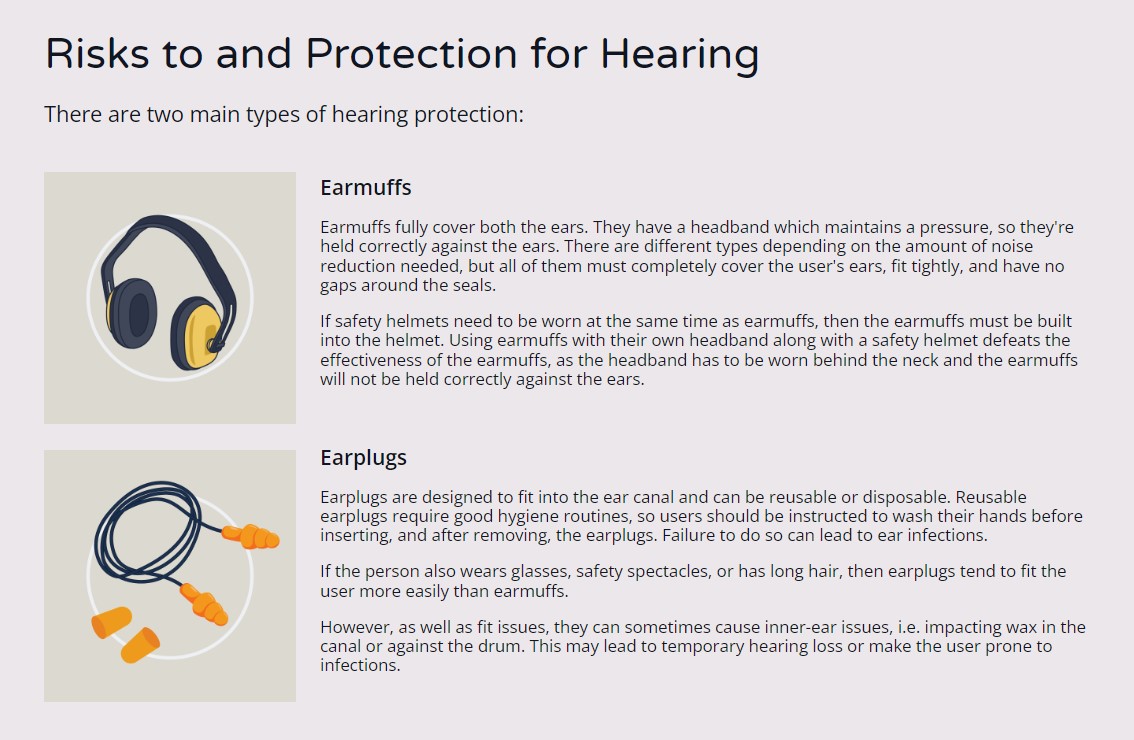 Risks to and Protection for Hearing
There are two main types of hearing protection:
Earmuffs
Earmuffs fully cover both the ears. They have a headband which maintains a pressure, so they're
held correctly against the ears. There are different types depending on the amount of noise
reduction needed, but all of them must completely cover the user's ears, fit tightly, and have no
gaps around the seals.
If safety helmets need to be worn at the same time as earmuffs, then the earmuffs must be built
into the helmet. Using earmuffs with their own headband along with a safety helmet defeats the
effectiveness of the earmuffs, as the headband has to be worn behind the neck and the earmuffs
will not be held correctly against the ears.
Earplugs
Earplugs are designed to fit into the ear canal and can be reusable or disposable. Reusable
earplugs require good hygiene routines, so users should be instructed to wash their hands before
inserting, and after removing, the earplugs. Failure to do so can lead to ear infections.
If the person also wears glasses, safety spectacles, or has long hair, then earplugs tend to fit the
user more easily than earmuffs.
However, as well as fit issues, they can sometimes cause inner-ear issues, i.e. impacting wax in the
canal or against the drum. This may lead to temporary hearing loss or make the user prone to
infections.